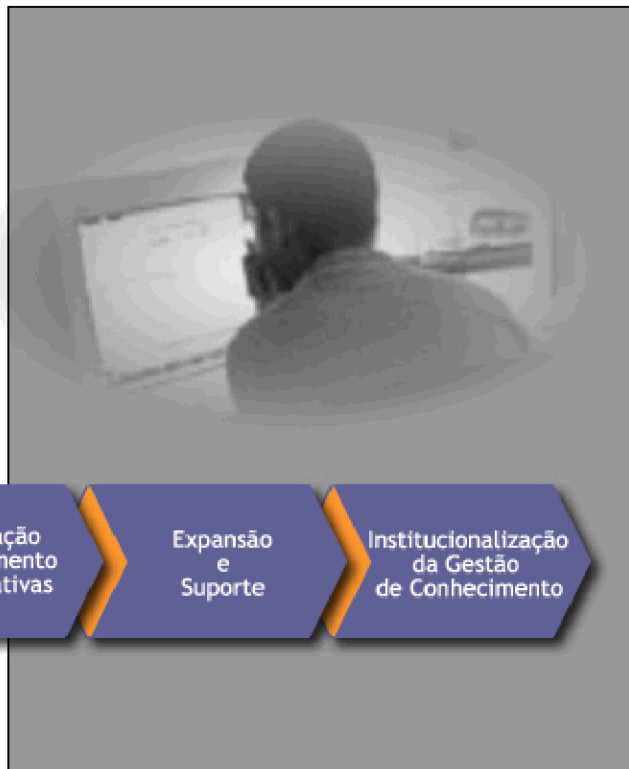 Expansão
e
Suporte
Institucionalização
da Gestão
de Conhecimento